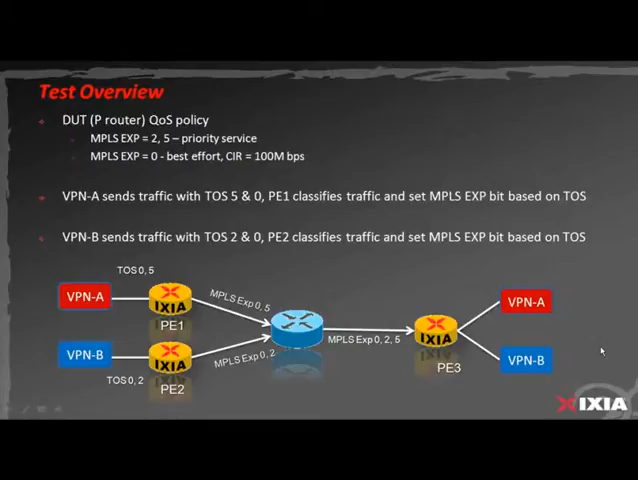 Test Overview
DUT (P router) QoS policy
MPLS EXP = 2, 5 – priority service
MPLS EXP = 0 - best effort, CIR = 100M bps
VPN-A sends traffic with TOS 5 & 0, PE1 classifies traffic and set MPLS EXP bit based on TOS
VPN-B sends traffic with TOS 2 & 0, PE2 classifies traffic and set MPLS EXP bit based on TOS
TOS 0, 5
VPN-A
IXIA
PE1
MPLS Exp 0, 5
VPN-A
MPLS Exp 0, 2, 5
IXIA
PE3
VPN-B
IXIA
PE2
MPLS Exp 0, 2
VPN-B
TOS 0, 2
IXIA